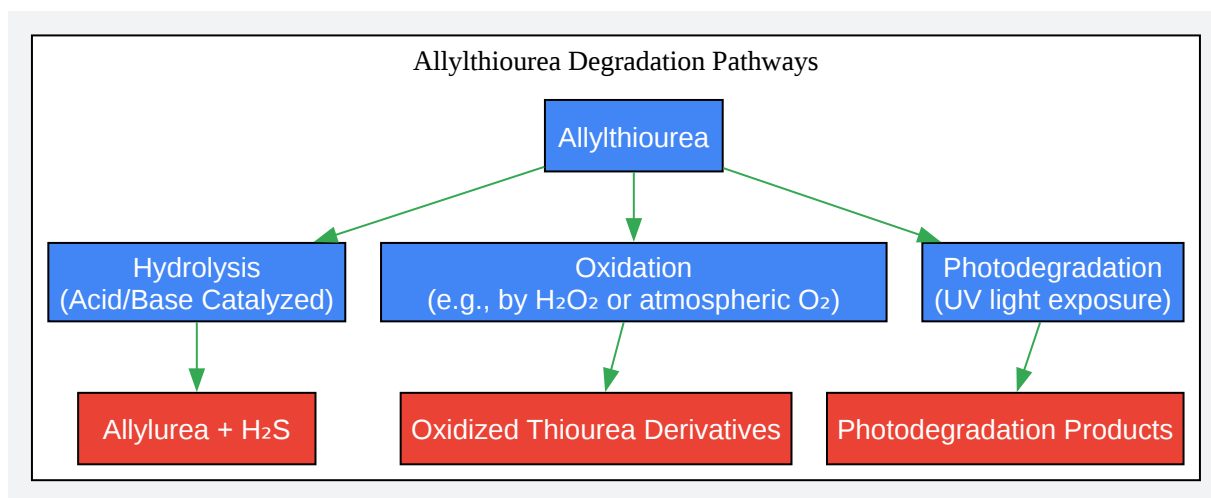 Allylthiourea Degradation Pathways
Allylthiourea
Hydrolysis
(Acid/Base Catalyzed)
Oxidation
(e.g., by H₂O₂ or atmospheric O₂)
Photodegradation
(UV light exposure)
Allylurea + H₂S
Oxidized Thiourea Derivatives
Photodegradation Products